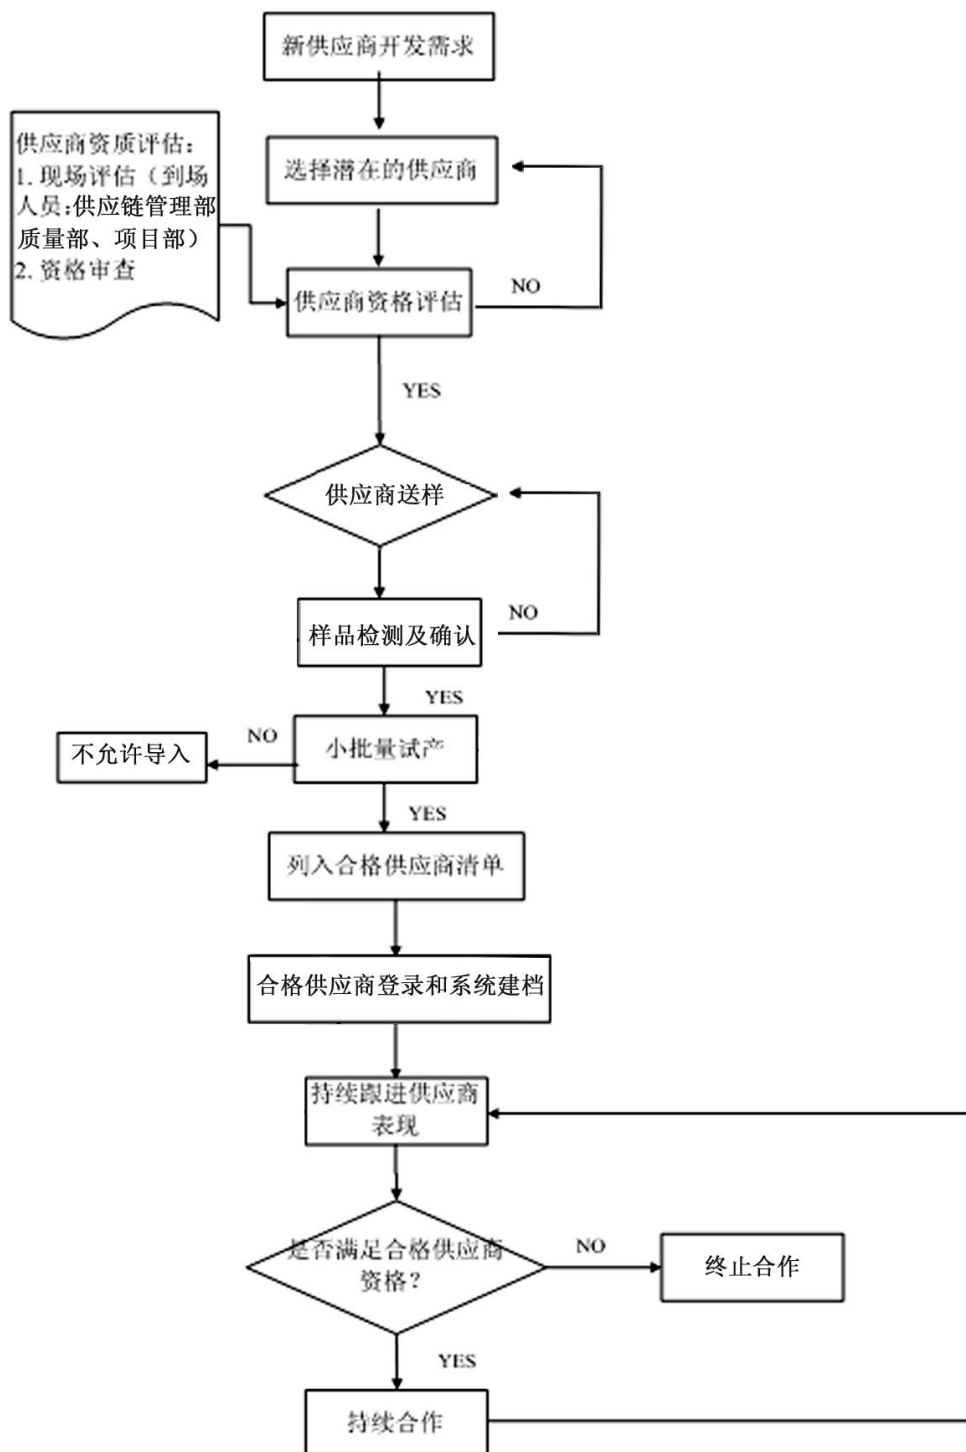 新供应商开发需求
供应商资质评估：
1. 现场评估（到场
人员:供应链管理部
质量部、项目部）
2. 资格审查
选择潜在的供应商
供应商资格评估
NO
YES
供应商送样
样品检测及确认
NO
YES
小批量试产
NO
不允许导入
YES
列入合格供应商清单
合格供应商登录和系统建档
持续跟进供应商
表现
是否满足合格供应商
资格？
NO
终止合作
YES
持续合作